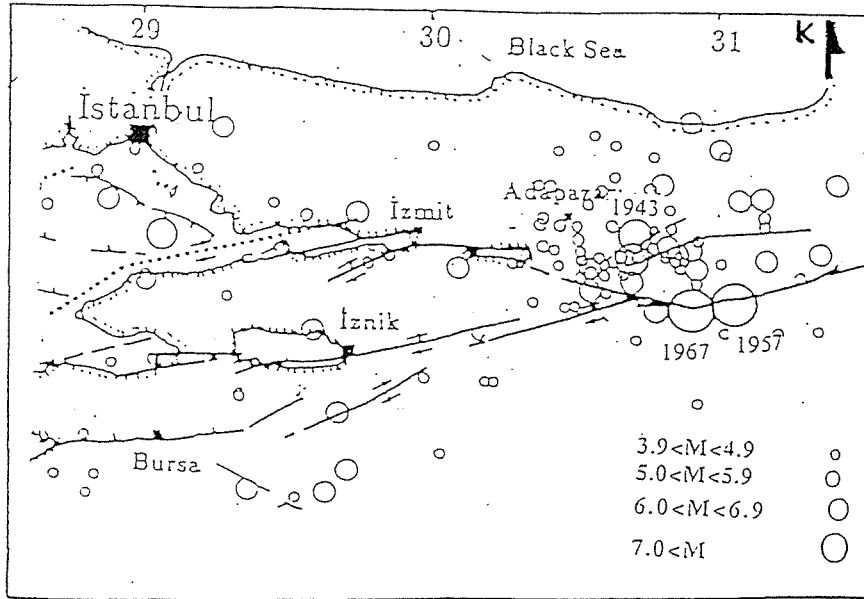 29 30 31
K
Black Sea
İstanbul
Adapazarı
1943
İzmit
İznik
1967 1957
Bursa
3.9<M<4.9
5.0<M<5.9
6.0<M<6.9
7.0<M